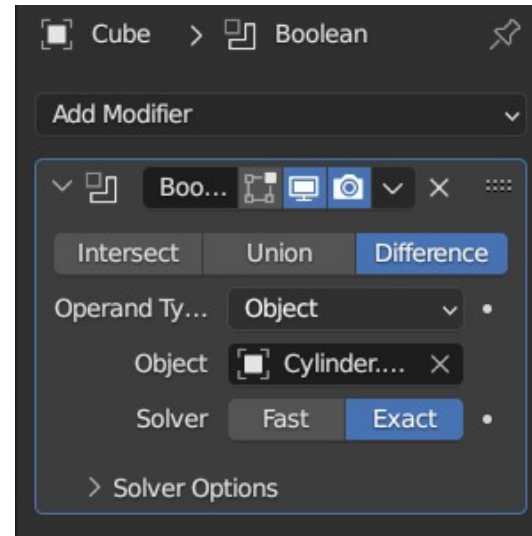 Cube > Boolean
Add Modifier
Boo...
Intersect Union Difference
Operand Ty... Object
Object Cylinder....
Solver Fast Exact
> Solver Options